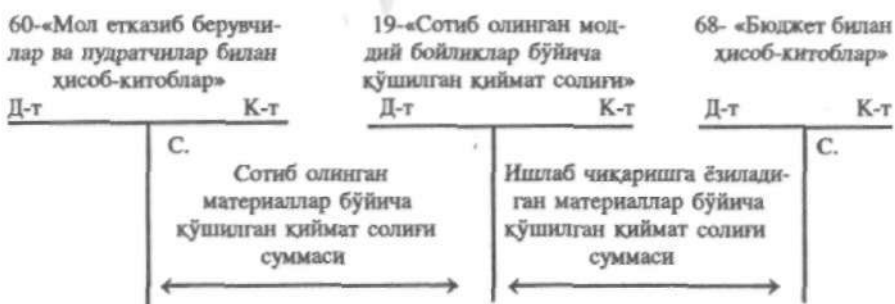 60-«Мол етказиб берувчи-
лар ва пудратчилар билан
ҳисоб-китоблар»
Д-т К-т
19-«Сотиб олинган мод-
дий бойликлар бўйича
қўшилган қиймат солиғи»
Д-т К-т
68- «Бюджет билан
ҳисоб-китоблар»
Д-т К-т
С.
Сотиб олинган
материаллар бўйича
қўшилган қиймат солиғи
суммаси
Ишлаб чиқаришга ёзилади-
ган материаллар бўйича
қўшилган қиймат солиғи
суммаси
С.